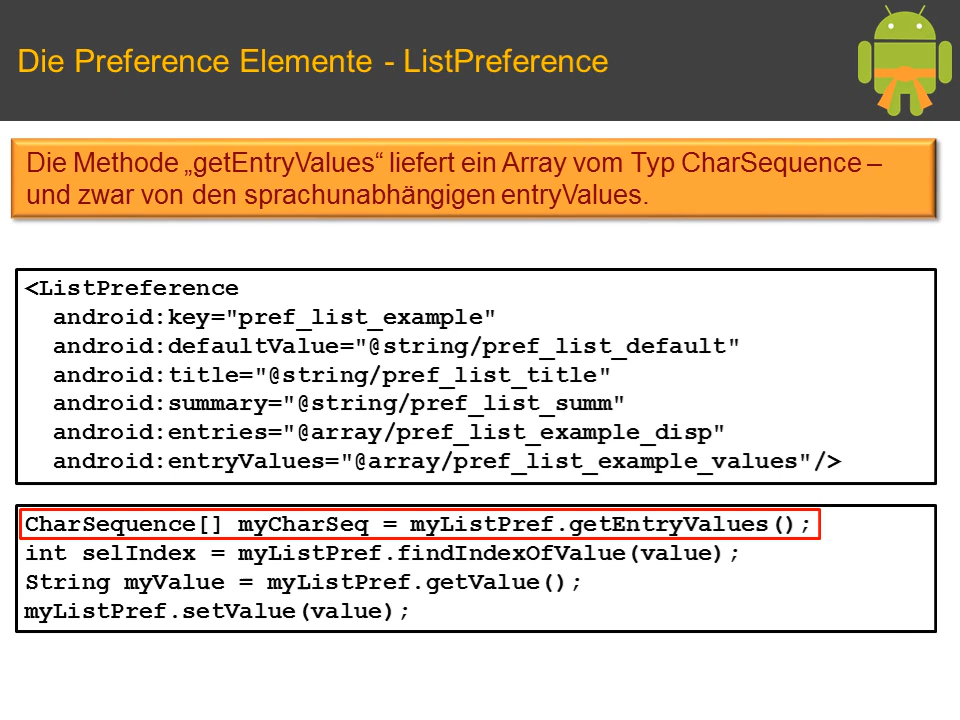 Die Preference Elemente - ListPreference
Die Methode „getEntryValues“ liefert ein Array vom Typ CharSequence –
und zwar von den sprachunabhängigen entryValues.
<ListPreference
android:key="pref_list_example"
android:defaultValue="@string/pref_list_default"
android:title="@string/pref_list_title"
android:summary="@string/pref_list_summ"
android:entries="@array/pref_list_example_disp"
android:entryValues="@array/pref_list_example_values"/>
CharSequence[] myCharSeq = myListPref.getEntryValues();
int selIndex = myListPref.findIndexOfValue(value);
String myValue = myListPref.getValue();
myListPref.setValue(value);